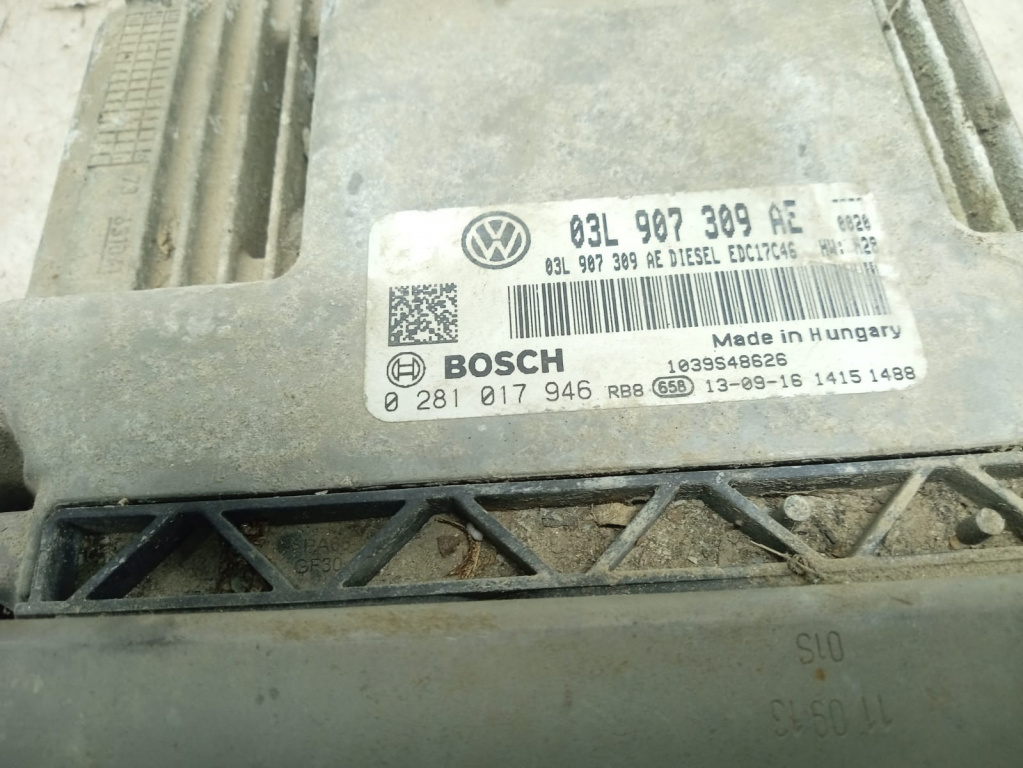 03L 907 309 AE
0020
03L 907 309 AE DIESEL EDC17C46
Made in Hungary
BOSCH
1039S48626
0 281 017 946 RB8 658 13-09-16 1415 1488
01S
11 09 13